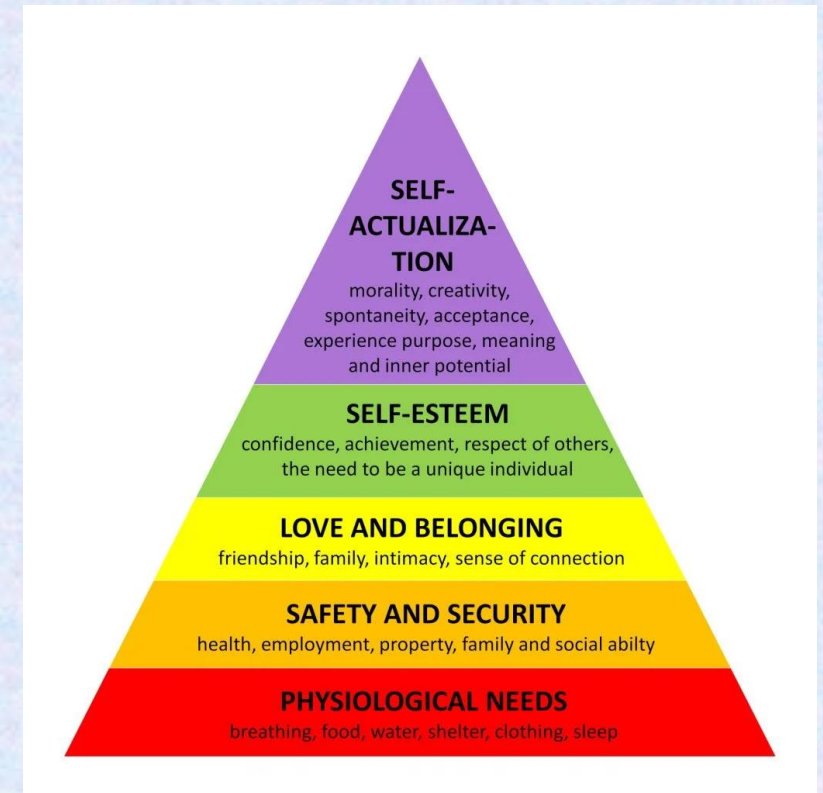 SELF-
ACTUALIZA-
TION
morality, creativity,
spontaneity, acceptance,
experience purpose, meaning
and inner potential
SELF-ESTEEM
confidence, achievement, respect of others,
the need to be a unique individual
LOVE AND BELONGING
friendship, family, intimacy, sense of connection
SAFETY AND SECURITY
health, employment, property, family and social abilty
PHYSIOLOGICAL NEEDS
breathing, food, water, shelter, clothing, sleep